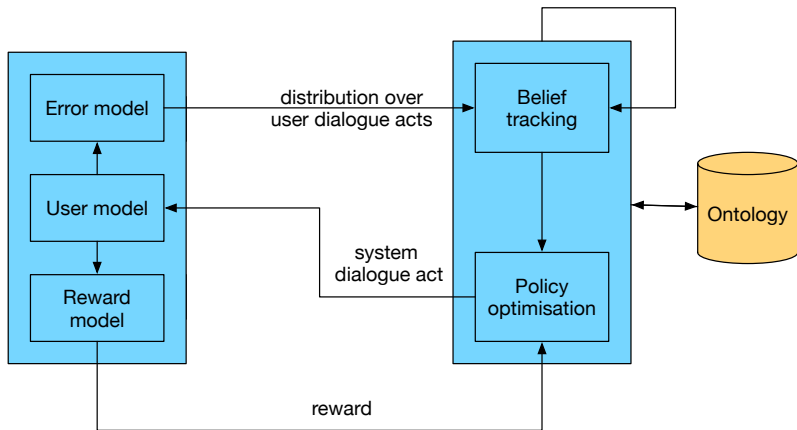 Error model
distribution over
user dialogue acts
Belief
tracking
User model
Ontology
system
dialogue act
Reward
model
Policy
optimisation
reward